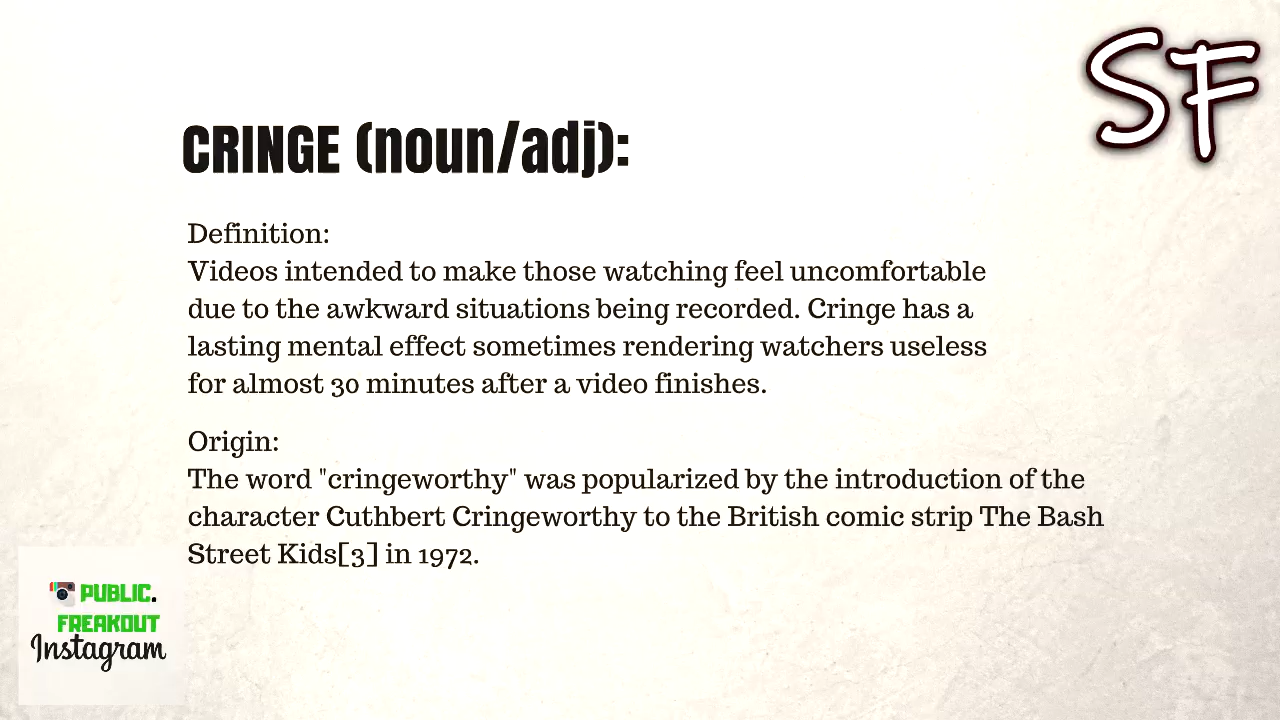 SF
CRINGE (noun/adj):
Definition:
Videos intended to make those watching feel uncomfortable
due to the awkward situations being recorded. Cringe has a
lasting mental effect sometimes rendering watchers useless
for almost 30 minutes after a video finishes.
Origin:
The word "cringeworthy" was popularized by the introduction of the
character Cuthbert Cringeworthy to the British comic strip The Bash
Street Kids[3] in 1972.
PUBLIC.
FREAKOUT
Instagram